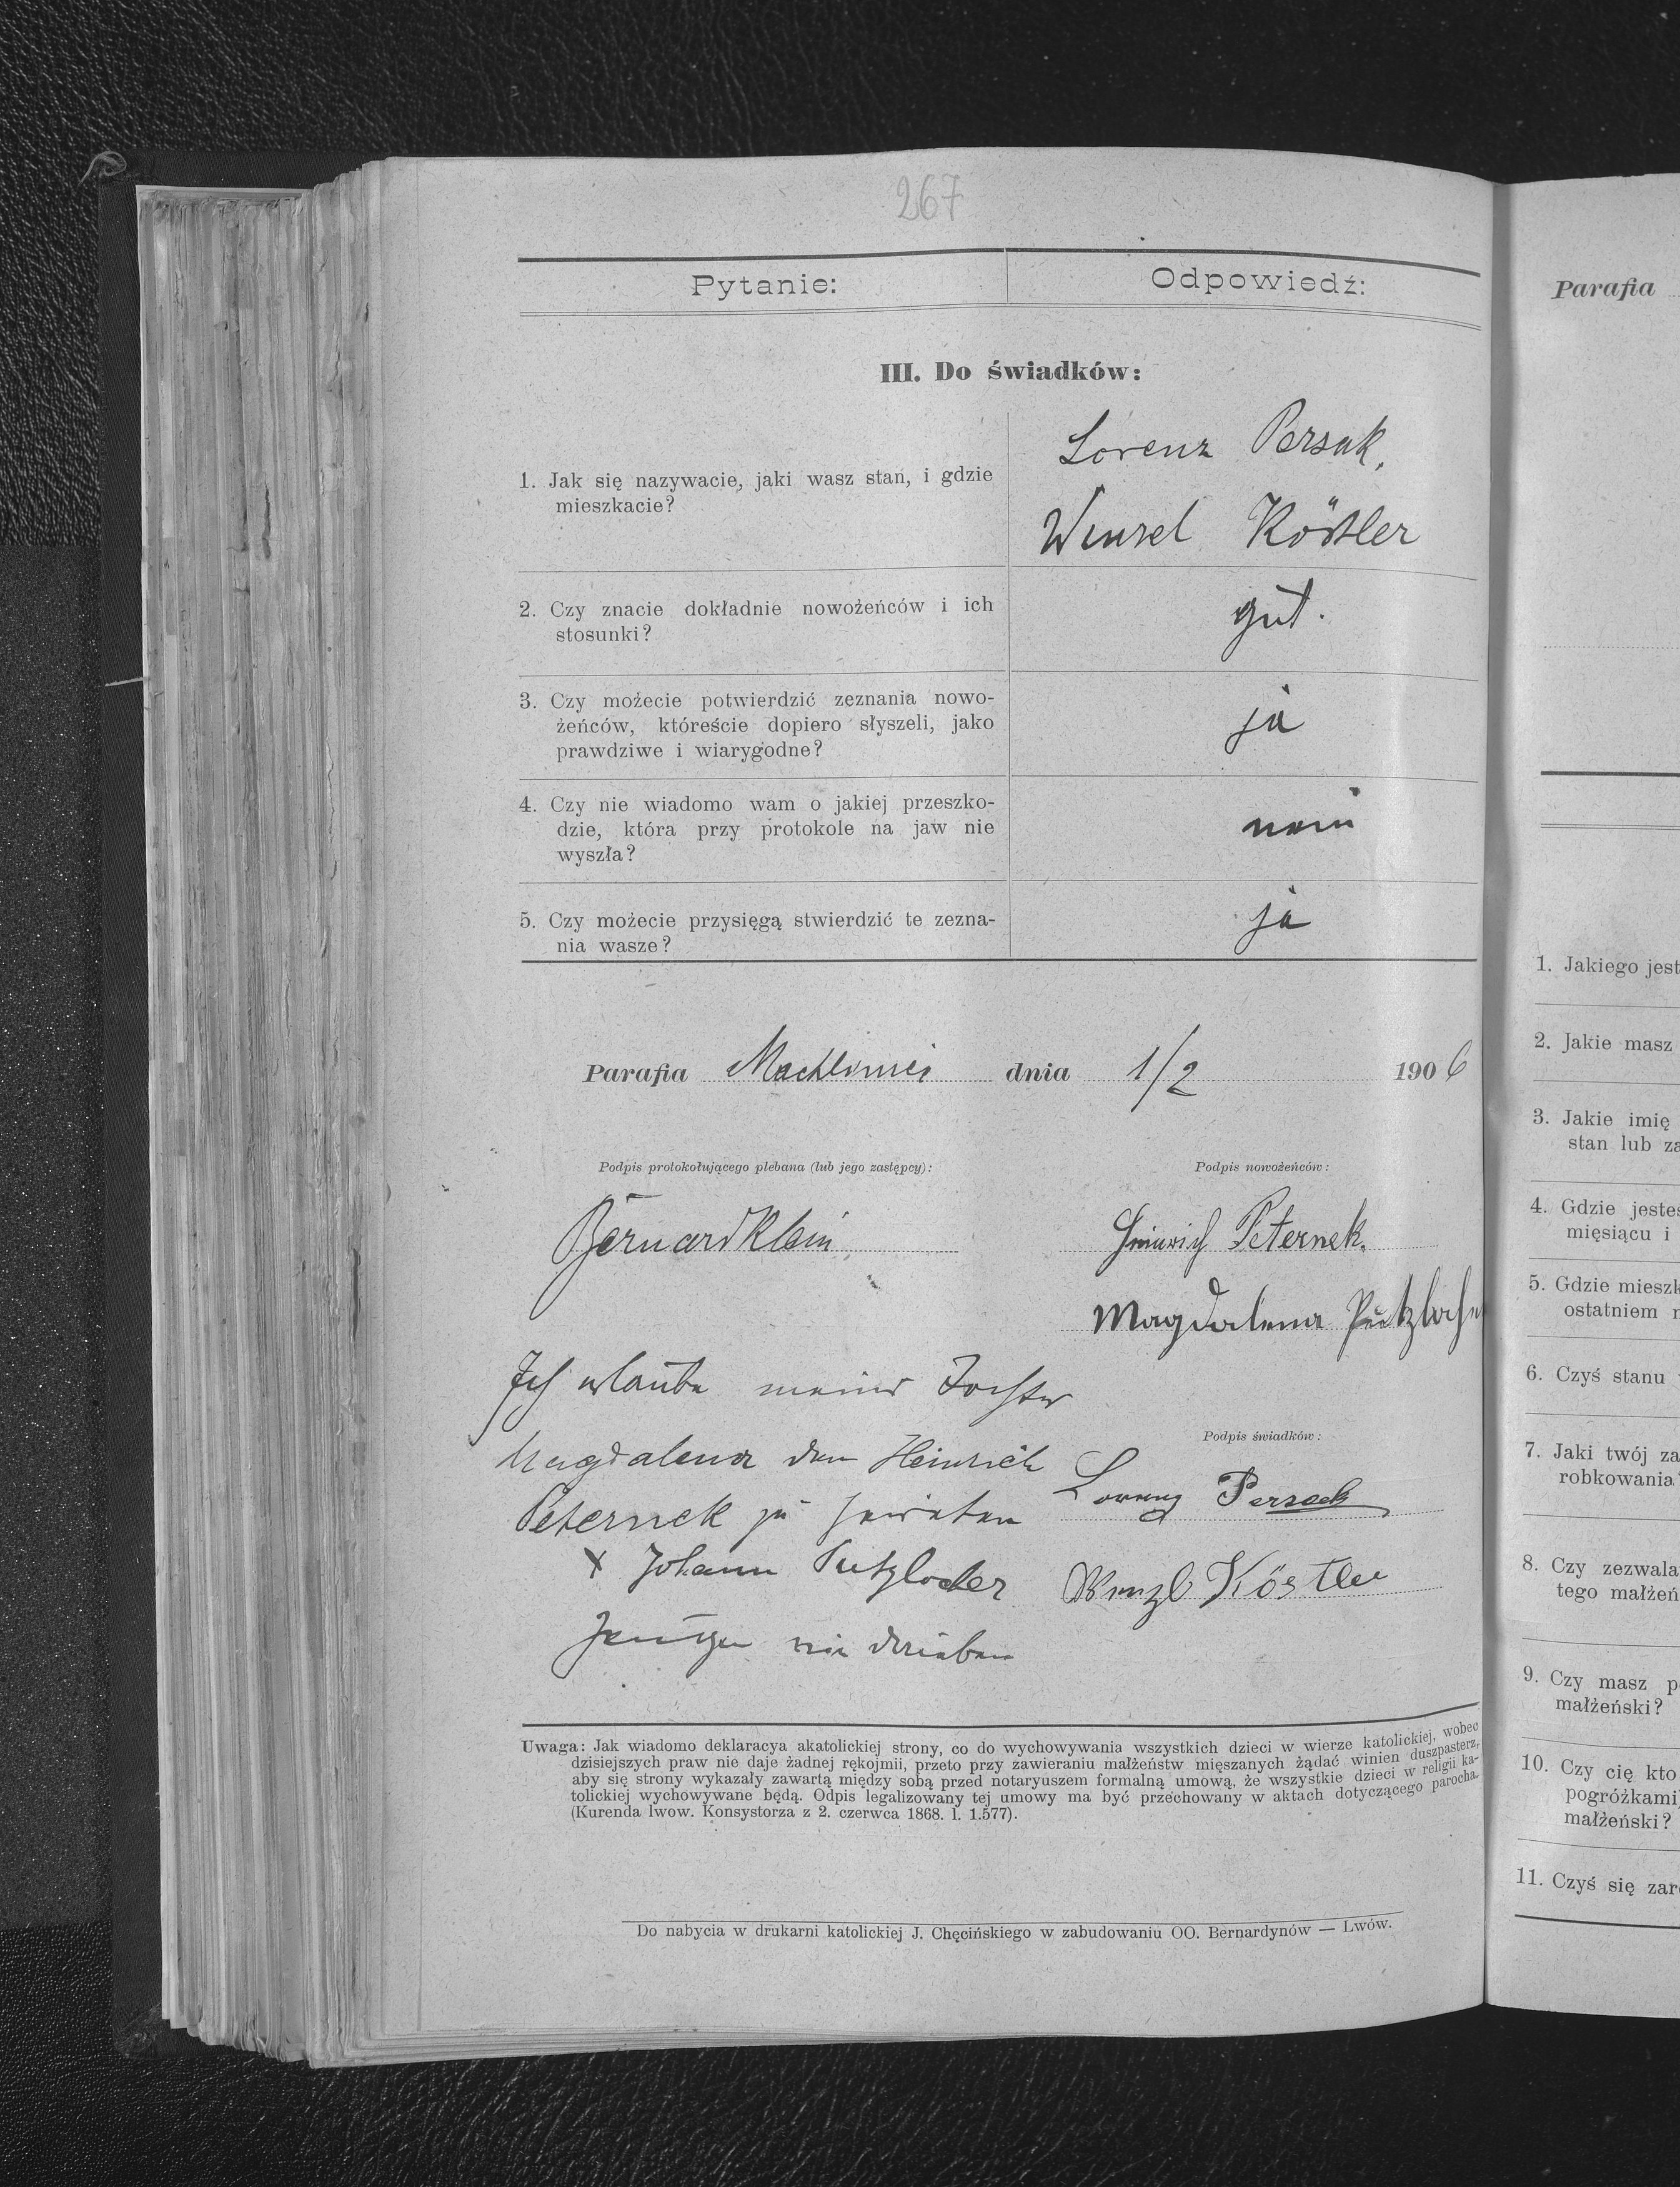 267
Pytanie:
Odpowiedź:
III. Do świadków:
1. Jak się nazywacie, jaki wasz stan, i gdzie
mieszkacie?
Lorenz Persak,
Wenzel Köstler
2. Czy znacie dokładnie nowożeńców i ich
stosunki?
gut.
3. Czy możecie potwierdzić zeznania nowo-
żeńców, któreście dopiero słyszeli, jako
prawdziwe i wiarygodne?
ja
4. Czy nie wiadomo wam o jakiej przeszko-
dzie, która przy protokole na jaw nie
wyszła?
nein
5. Czy możecie przysięgą stwierdzić te zezna-
nia wasze?
ja
Parafia Machliniec dnia 1/2 1906
Podpis protokołującego plebana (lub jego zastępcy):
Bernard Klein
Podpis nowożeńców:
Heinrich Peternek.
Magdalena
Ich erlaube meiner Tochter
Magdalena den Heinrich
Peternek zu heiraten
x Johann Putzlocher
Zeugen wie drieben
Podpis świadków:
Lorenz Persack
Wenzl Köstler
Uwaga: Jak wiadomo deklaracya akatolickiej strony, co do wychowywania wszystkich dzieci w wierze katolickiej, wobec
dzisiejszych praw nie daje żadnej rękojmii, przeto przy zawieraniu małżeństw mięszanych żądać winien duszpasterz,
aby się strony wykazały zawartą między sobą przed notaryuszem formalną umową, że wszystkie dzieci w religii ka-
tolickiej wychowywane będą. Odpis legalizowany tej umowy ma być przechowany w aktach dotyczącego parocha.
(Kurenda lwow. Konsystorza z 2. czerwca 1868. l. 1.577).
Do nabycia w drukarni katolickiej J. Chęcińskiego w zabudowaniu OO. Bernardynów — Lwów.
Parafia
1. Jakiego jest
2. Jakie masz
3. Jakie imię
stan lub za
4. Gdzie jesteś
mięsiącu i
5. Gdzie mieszk
ostatniem
6. Czyś stanu
7. Jaki twój za
robkowania
8. Czy zezwala
tego małżeń
9. Czy masz p
małżeński?
10. Czy cię kto
pogróżkami
małżeński?
11. Czyś się zar